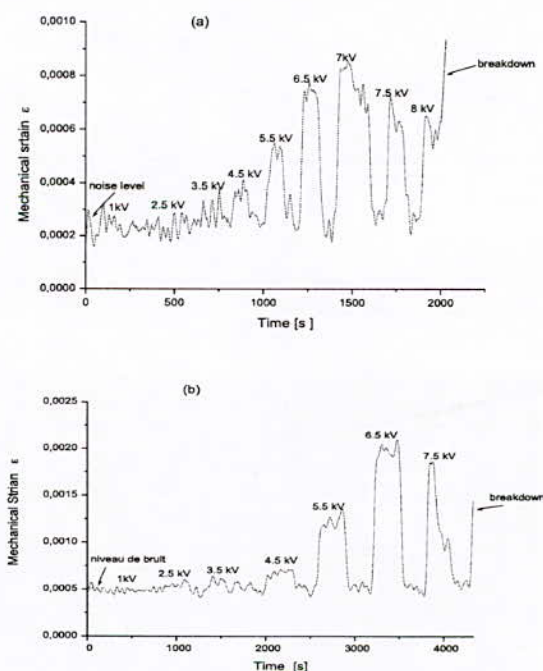 (a)
0,0010
0,0008
0,0006
0,0004
0,0002
0,0000
Mechanical srtain ε
noise level
1kV
2.5 kV
3.5 kV
4.5 kV
5.5 kV
6.5 kV
7kV
7.5 kV
8 kV
breakdown
0 500 1000 1500 2000
Time [s ]
(b)
0,0025
0,0020
0,0015
0,0010
0,0005
0,0000
Mechanical Strian ε
niveau de bruit
1kV
2.5 kV
3.5 kV
4.5 kV
5.5 kV
6.5 kV
7.5 kV
breakdown
0 1000 2000 3000 4000
Time [s]